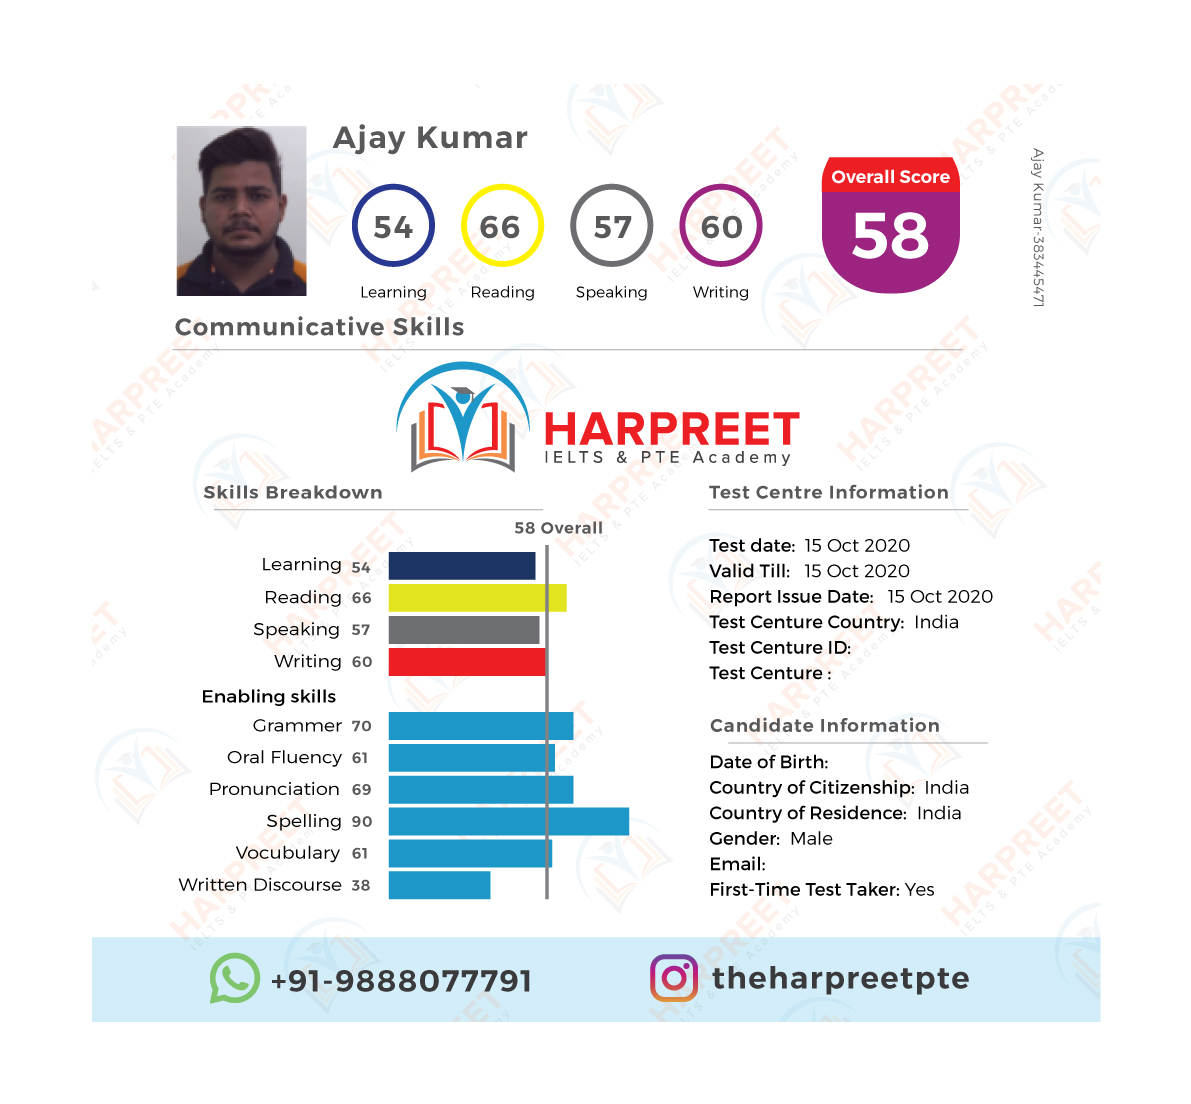 Ajay Kumar
54
66
57
60
Learning
Reading
Speaking
Writing
Overall Score
58
Ajay Kumar-383445471
Communicative Skills
HARPREET
IELTS & PTE Academy
Skills Breakdown
58 Overall
Learning 54
Reading 66
Speaking 57
Writing 60
Enabling skills
Grammer 70
Oral Fluency 61
Pronunciation 69
Spelling 90
Vocubulary 61
Written Discourse 38
Test Centre Information
Test date: 15 Oct 2020
Valid Till: 15 Oct 2020
Report Issue Date: 15 Oct 2020
Test Centure Country: India
Test Centure ID:
Test Centure :
Candidate Information
Date of Birth:
Country of Citizenship: India
Country of Residence: India
Gender: Male
Email:
First-Time Test Taker: Yes
+91-9888077791
theharpreetpte